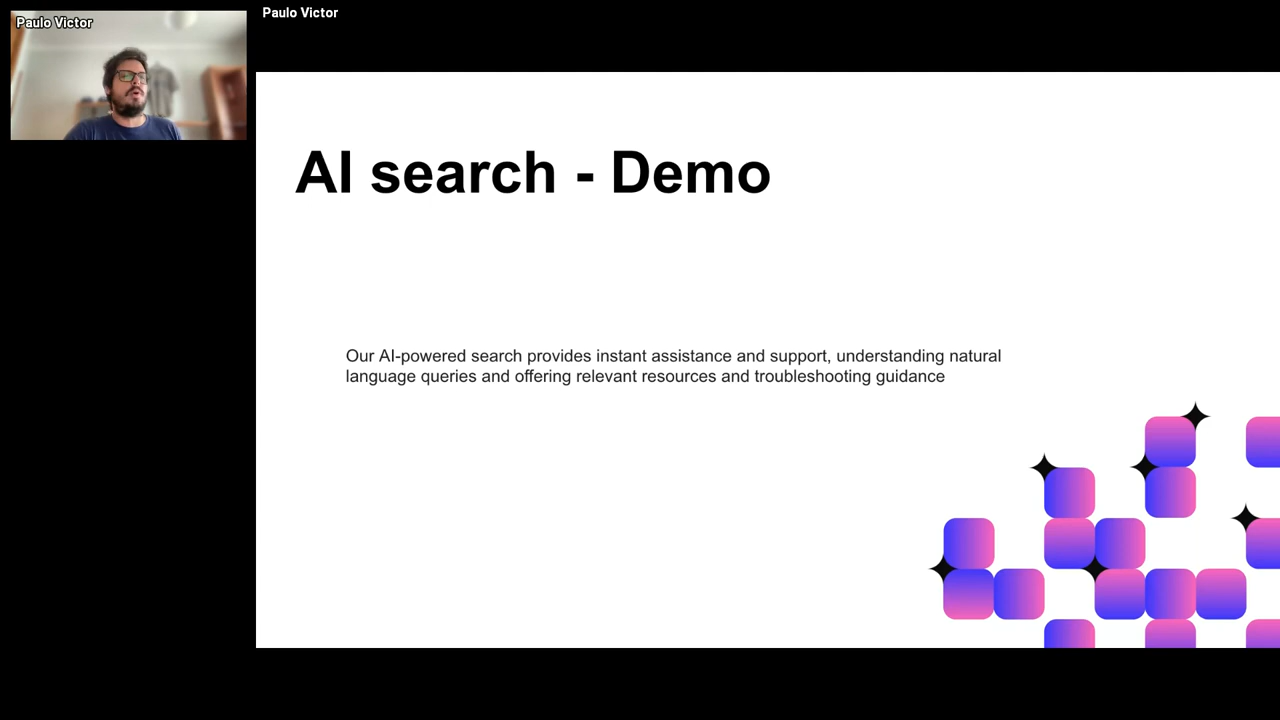 Paulo Victor
Paulo Victor
AI search - Demo
Our AI-powered search provides instant assistance and support, understanding natural
language queries and offering relevant resources and troubleshooting guidance